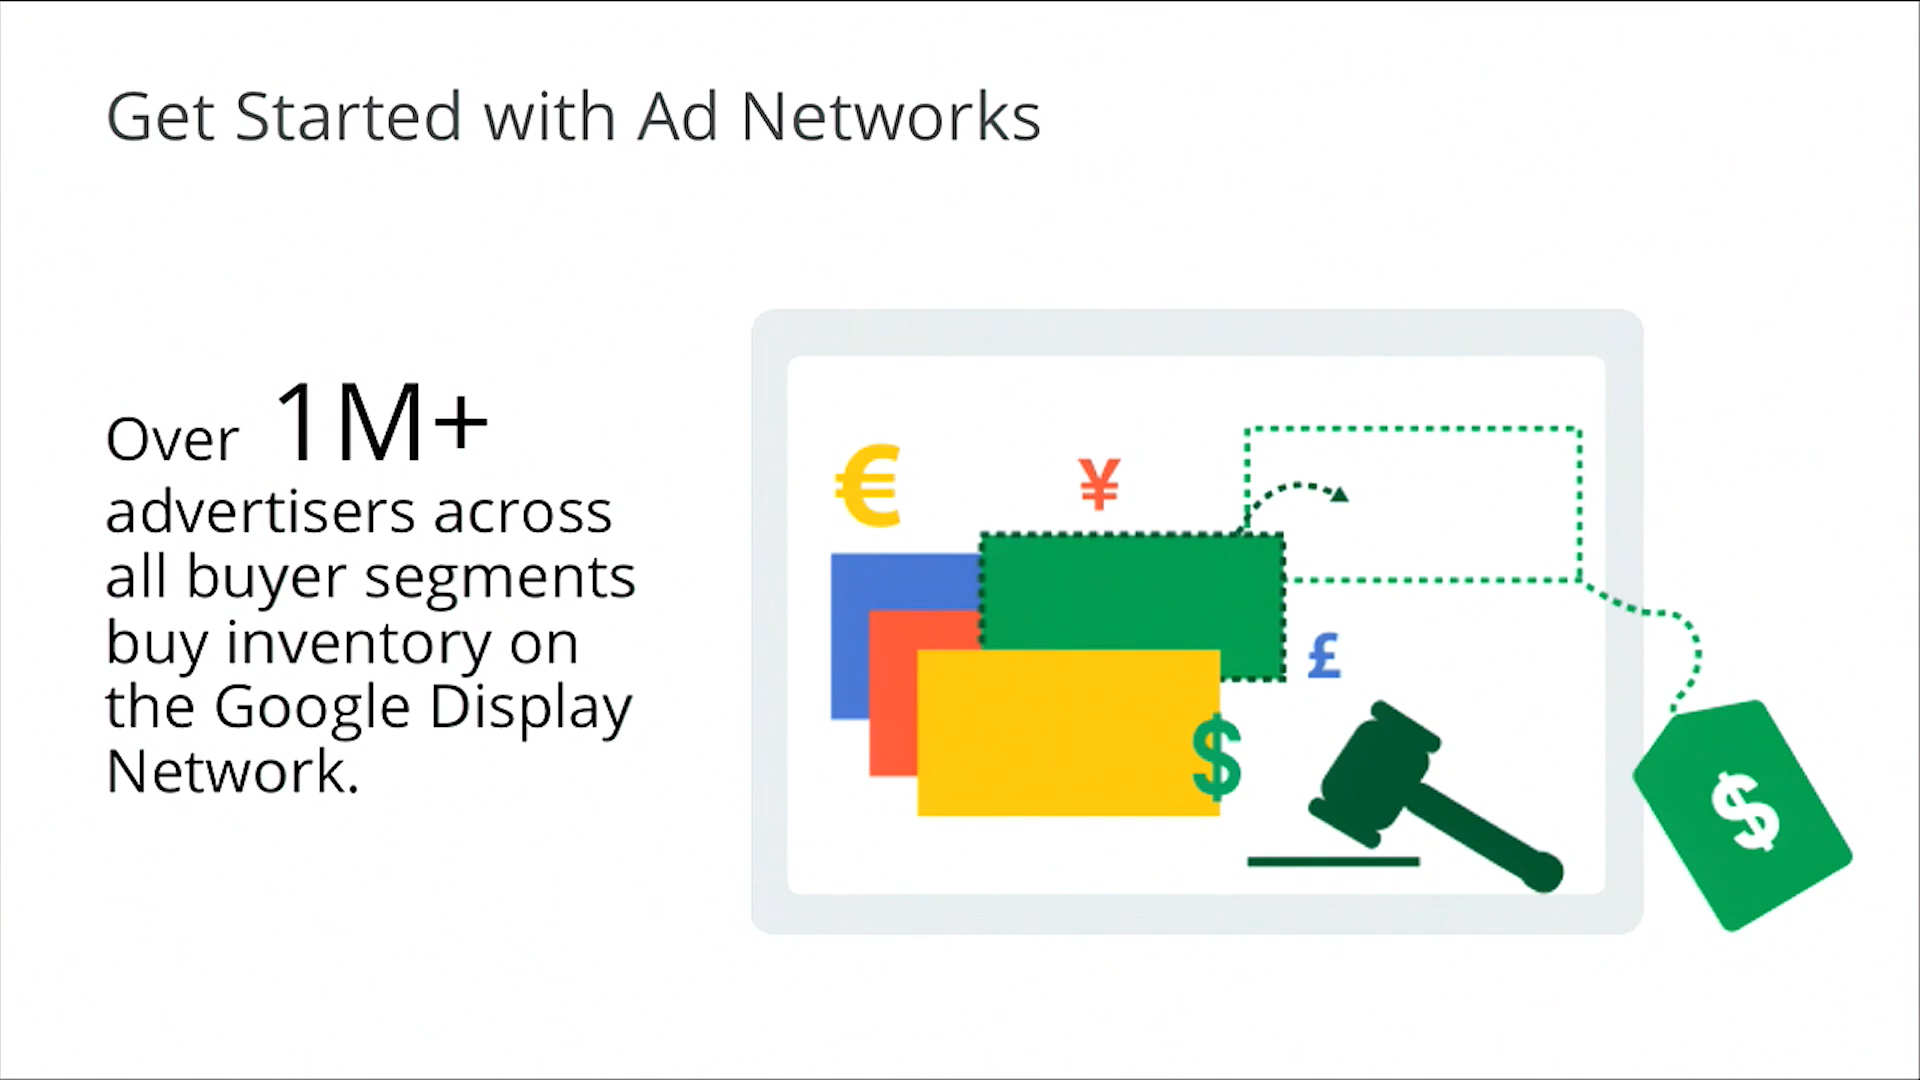 Get Started with Ad Networks
Over 1M+
advertisers across
all buyer segments
buy inventory on
the Google Display
Network.
€
¥
£
$
$